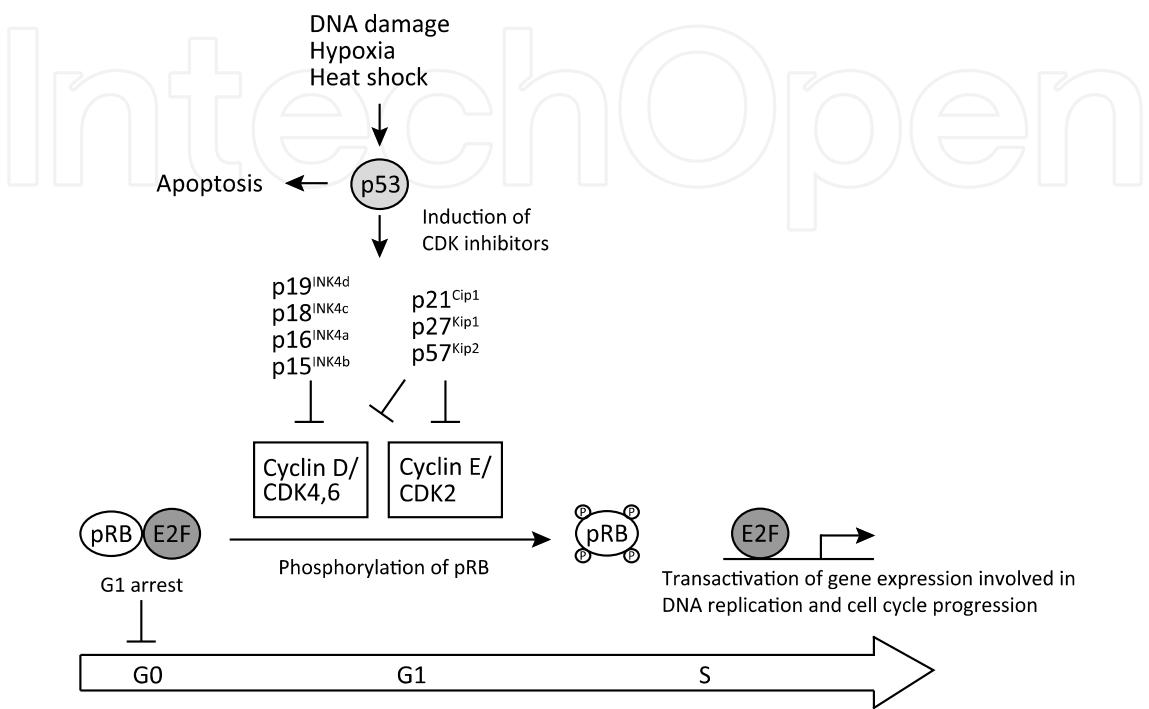 IntechOpen
DNA damage
Hypoxia
Heat shock
Apoptosis
p53
Induction of
CDK inhibitors
p19INK4d
p18INK4c
p16INK4a
p15INK4b
p21Cip1
p27Kip1
p57Kip2
Cyclin D/
CDK4,6
Cyclin E/
CDK2
pRB
E2F
G1 arrest
Phosphorylation of pRB
P
P
pRB
P
P
E2F
Transactivation of gene expression involved in
DNA replication and cell cycle progression
G0
G1
S